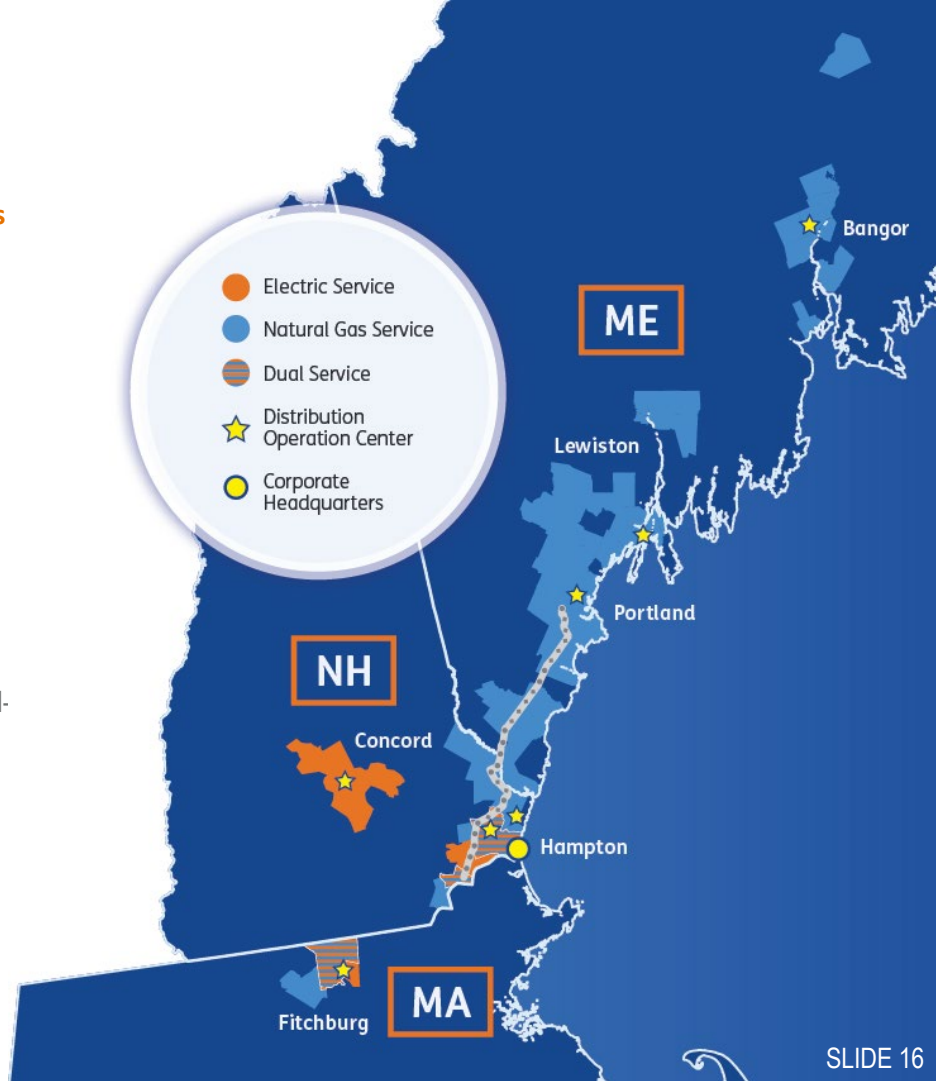 s
Electric Service
Natural Gas Service
Dual Service
Distribution
Operation Center
Corporate
Headquarters
Bangor
ME
Lewiston
Portland
NH
l-
Concord
Hampton
MA
Fitchburg
SLIDE 16